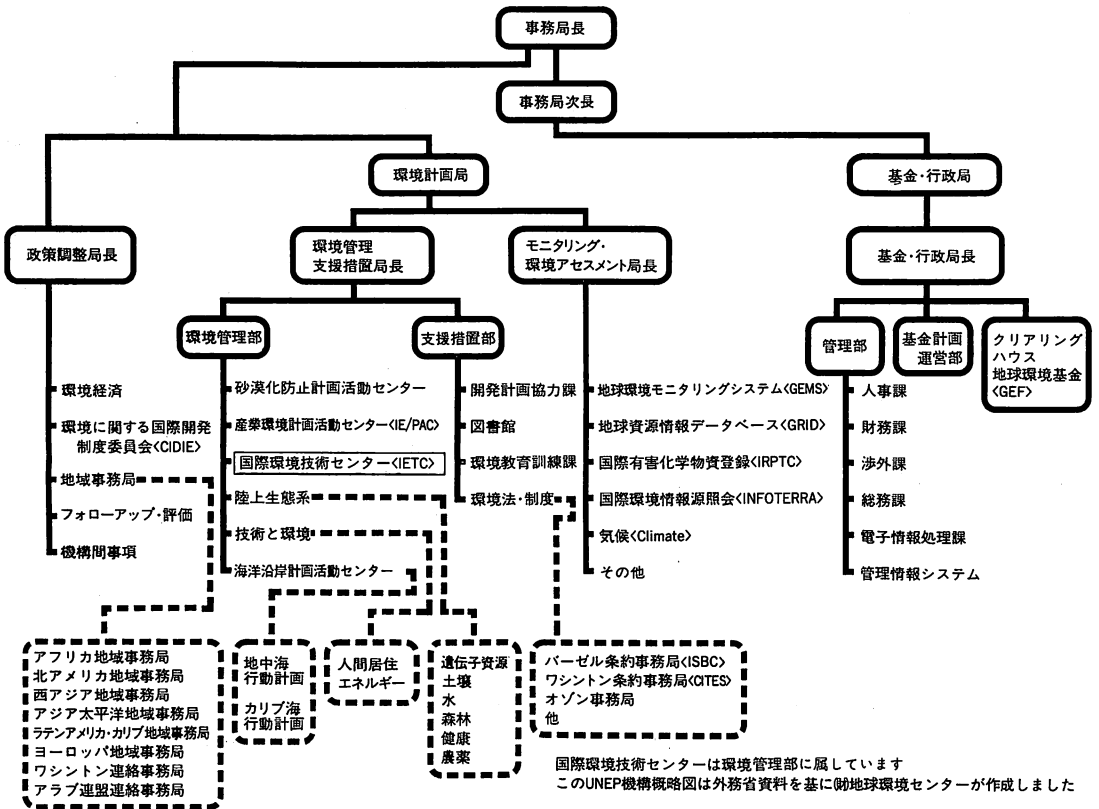 事務局長
事務局次長
環境計画局
基金・行政局
政策調整局長
環境管理
支援措置局長
モニタリング・
環境アセスメント局長
基金・行政局長
環境管理部
支援措置部
管理部
基金計画
運営部
クリアリング
ハウス
地球環境基金
<GEF>
環境経済
環境に関する国際開発
制度委員会<CIDIE>
地域事務局
フォローアップ・評価
機構間事項
砂漠化防止計画活動センター
産業環境計画活動センター<IE/PAC>
国際環境技術センター<IETC>
陸上生態系
技術と環境
海洋沿岸計画活動センター
開発計画協力課
図書館
環境教育訓練課
環境法・制度
地球環境モニタリングシステム<GEMS>
地球資源情報データベース<GRID>
国際有害化学物資登録<IRPTC>
国際環境情報源照会<INFOTERRA>
気候<Climate>
その他
人事課
財務課
渉外課
総務課
電子情報処理課
管理情報システム
アフリカ地域事務局
北アメリカ地域事務局
西アジア地域事務局
アジア太平洋地域事務局
ラテンアメリカ・カリブ地域事務局
ヨーロッパ地域事務局
ワシントン連絡事務局
アラブ連盟連絡事務局
地中海
行動計画
カリブ海
行動計画
人間居住
エネルギー
遺伝子資源
土壌
水
森林
健康
農薬
バーゼル条約事務局<ISBC>
ワシントン条約事務局<CITES>
オゾン事務局
他
国際環境技術センターは環境管理部に属しています
このUNEP機構概略図は外務省資料を基に㈶地球環境センターが作成しました